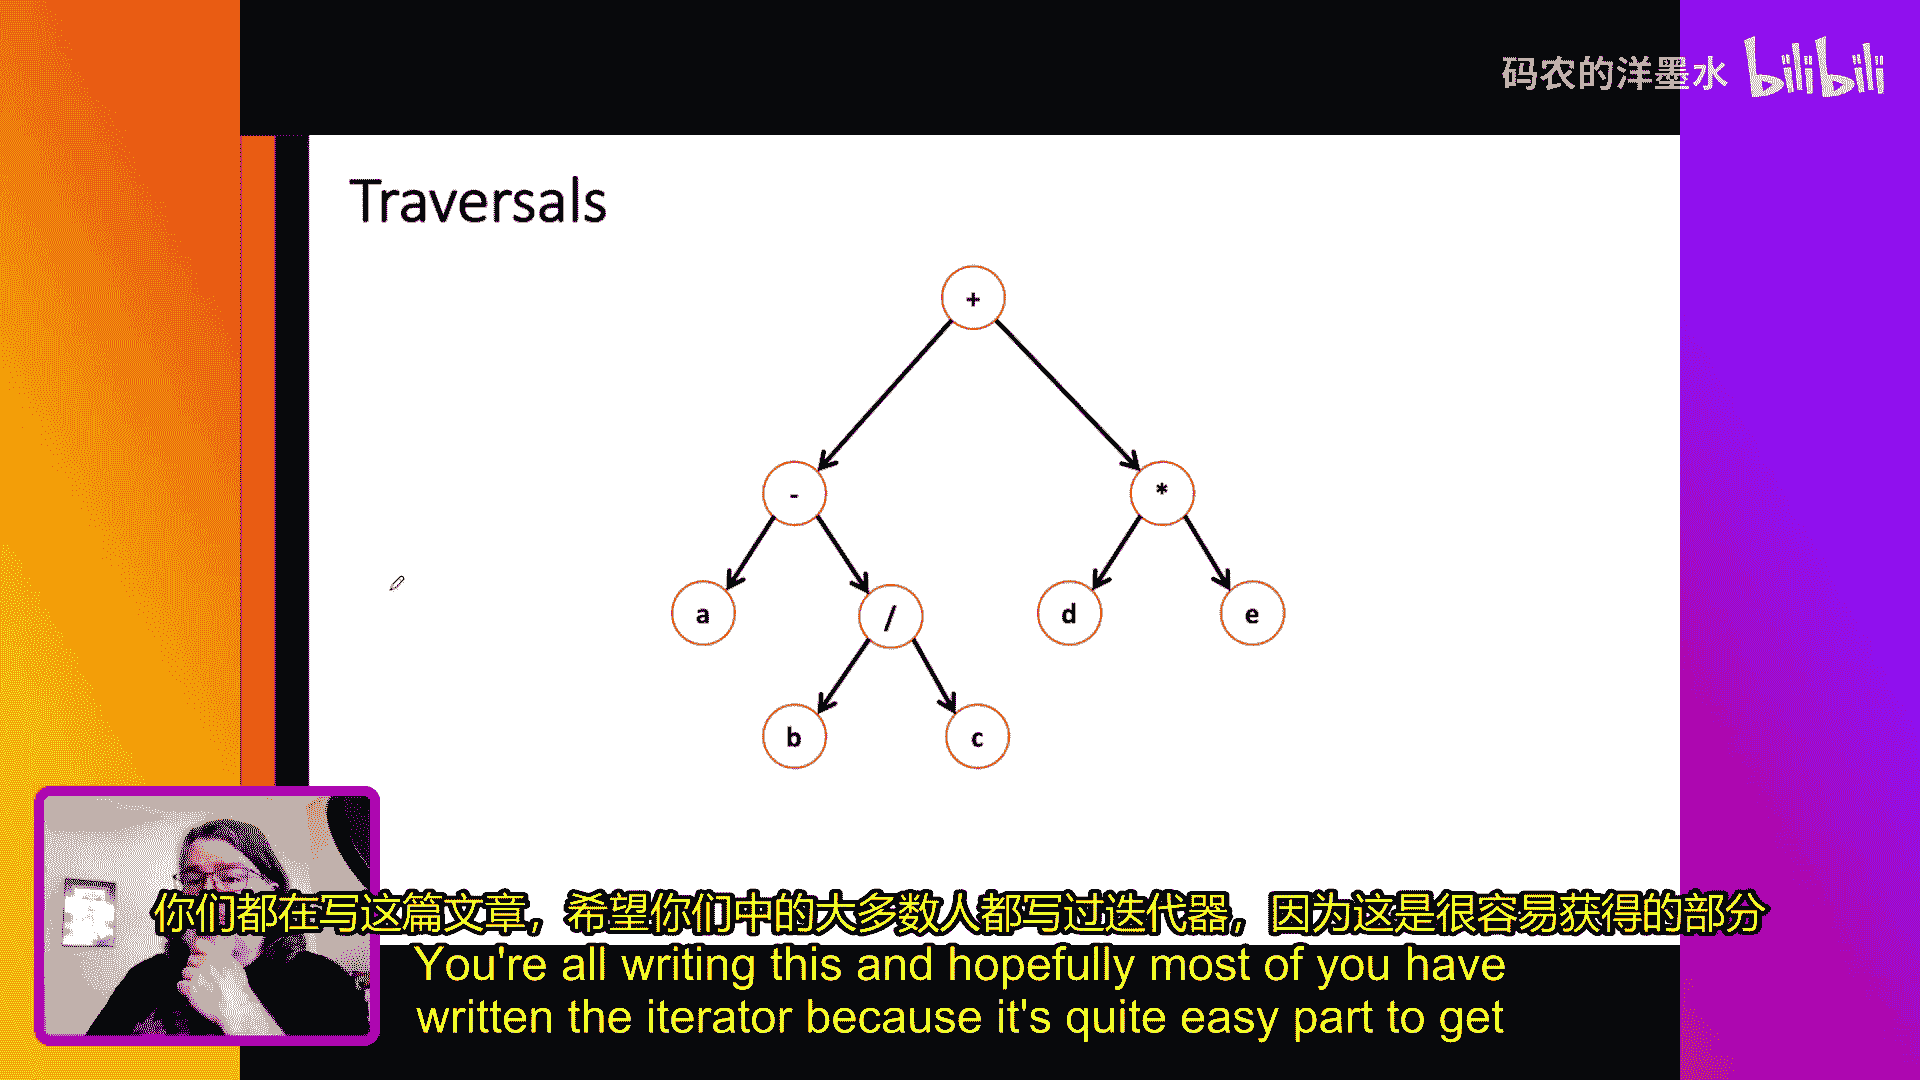 码农的洋墨水 bilibili
Traversals
+
- *
a / d e
b c
你们都在写这篇文章，希望你们中的大多数人都写过迭代器，因为这是很容易获得的部分
You're all writing this and hopefully most of you have
written the iterator because it's quite easy part to get